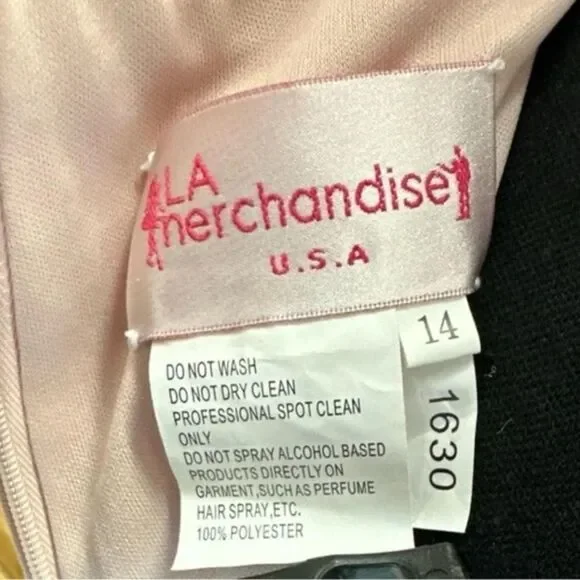 LA
merchandise
U.S.A
14
DO NOT WASH
DO NOT DRY CLEAN
PROFESSIONAL SPOT CLEAN
ONLY
DO NOT SPRAY ALCOHOL BASED
PRODUCTS DIRECTLY ON
GARMENT,SUCH AS PERFUME
HAIR SPRAY,ETC.
100% POLYESTER
1630